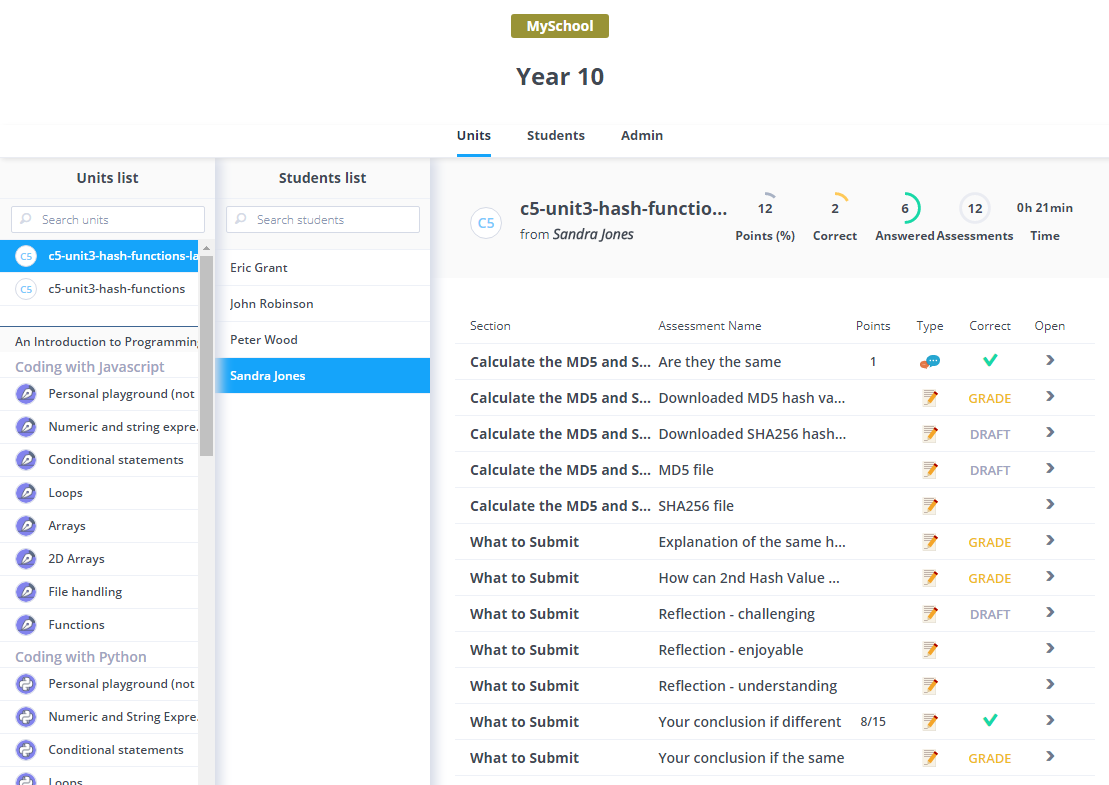 MySchool
Year 10
Units Students Admin
Units list
Search units
C5 c5-unit3-hash-functions-la
C5 c5-unit3-hash-functions
An Introduction to Programming
Coding with Javascript
Personal playground (not
Numeric and string expre.
Conditional statements
Loops
Arrays
2D Arrays
File handling
Functions
Coding with Python
Personal playground (not
Numeric and String Expre.
Conditional statements
Loops
Students list
Search students
Eric Grant
John Robinson
Peter Wood
Sandra Jones
C5
c5-unit3-hash-functio...
from Sandra Jones
12 Points (%)
2 Correct
6 Answered
12 Assessments
0h 21min Time
Section Assessment Name Points Type Correct Open
Calculate the MD5 and S... Are they the same 1
Calculate the MD5 and S... Downloaded MD5 hash va... GRADE
Calculate the MD5 and S... Downloaded SHA256 hash... DRAFT
Calculate the MD5 and S... MD5 file DRAFT
Calculate the MD5 and S... SHA256 file
What to Submit Explanation of the same h... GRADE
What to Submit How can 2nd Hash Value ... GRADE
What to Submit Reflection - challenging DRAFT
What to Submit Reflection - enjoyable
What to Submit Reflection - understanding
What to Submit Your conclusion if different 8/15
What to Submit Your conclusion if the same GRADE